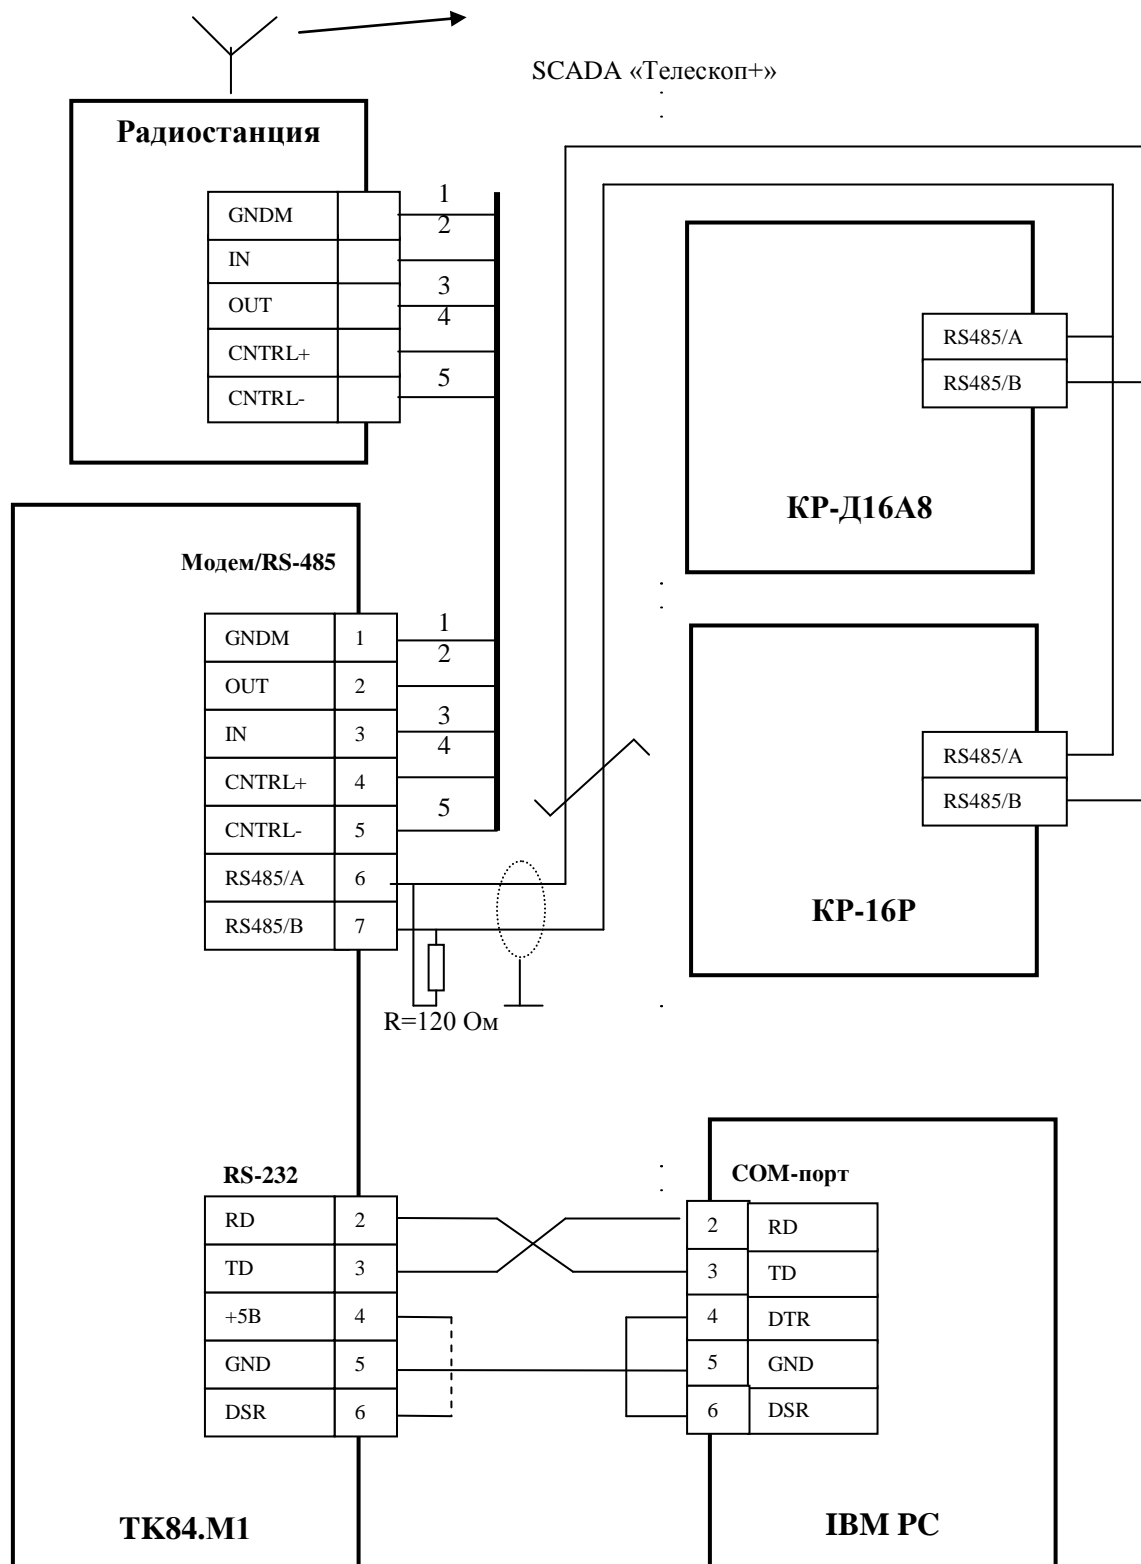 SCADA «Телескоп+»
Радиостанция
GNDM
IN
OUT
CNTRL+
CNTRL-
1
2
3
4
5
RS485/A
RS485/B
КР-Д16А8
Модем/RS-485
GNDM 1
OUT 2
IN 3
CNTRL+ 4
CNTRL- 5
RS485/A 6
RS485/B 7
1
2
3
4
5
R=120 Ом
RS485/A
RS485/B
КР-16Р
RS-232
RD 2
TD 3
+5В 4
GND 5
DSR 6
ТК84.М1
COM-порт
2 RD
3 TD
4 DTR
5 GND
6 DSR
IBM PC